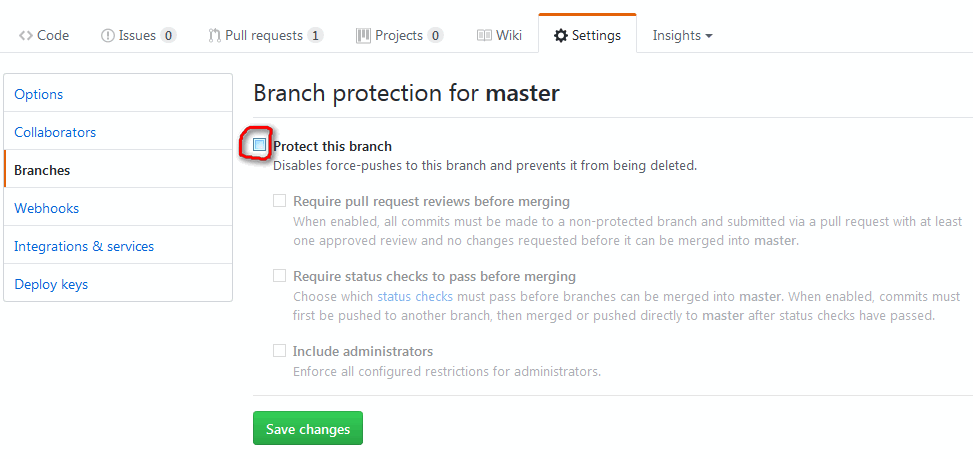 Code Issues 0 Pull requests 1 Projects 0 Wiki Settings Insights
Options
Collaborators
Branches
Webhooks
Integrations & services
Deploy keys
Branch protection for master
Protect this branch
Disables force-pushes to this branch and prevents it from being deleted.
Require pull request reviews before merging
When enabled, all commits must be made to a non-protected branch and submitted via a pull request with at least
one approved review and no changes requested before it can be merged into master.
Require status checks to pass before merging
Choose which status checks must pass before branches can be merged into master. When enabled, commits must
first be pushed to another branch, then merged or pushed directly to master after status checks have passed.
Include administrators
Enforce all configured restrictions for administrators.
Save changes